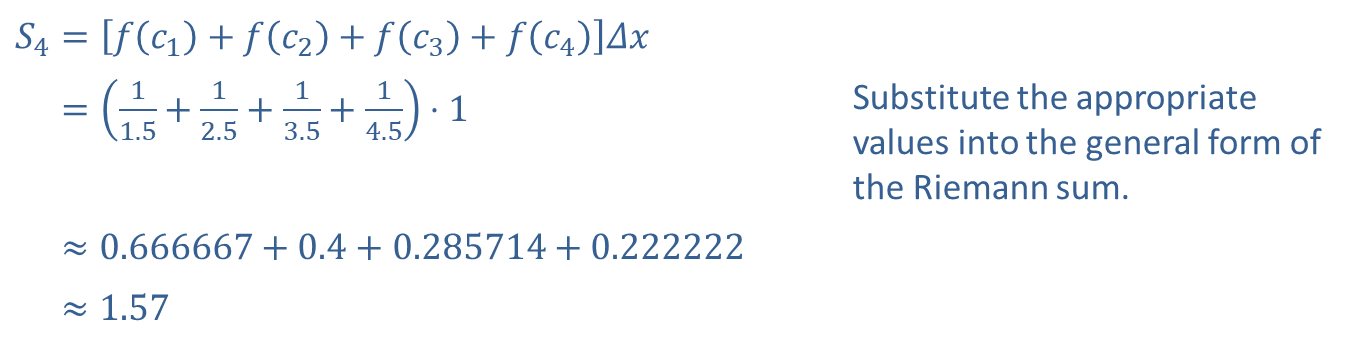 S₄ = [f(c₁) + f(c₂) + f(c₃) + f(c₄)]Δx
= (1/1.5 + 1/2.5 + 1/3.5 + 1/4.5) · 1
Substitute the appropriate
values into the general form of
the Riemann sum.
≈ 0.666667 + 0.4 + 0.285714 + 0.222222
≈ 1.57